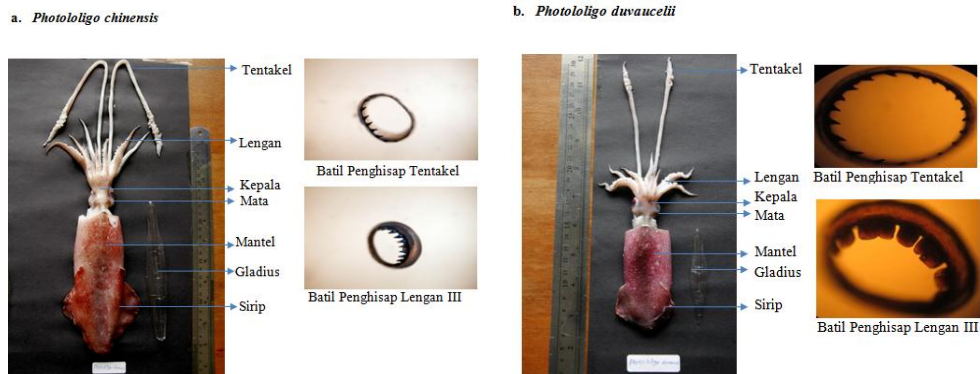 a. Photololigo chinensis
Tentakel
Lengan
Kepala
Mata
Mantel
Gladius
Sirip
Batil Penghisap Tentakel
Batil Penghisap Lengan III
b. Photololigo duvaucelii
Tentakel
Lengan
Kepala
Mata
Mantel
Gladius
Sirip
Batil Penghisap Tentakel
Batil Penghisap Lengan III